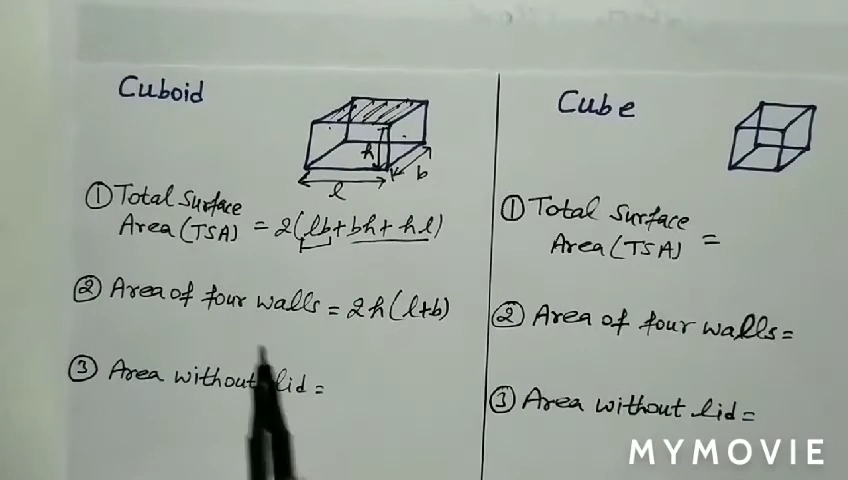 Cuboid
h
b
l
① Total Surface
Area (TSA) = 2(lb + bh + hl)
② Area of four walls = 2h(l+b)
③ Area without lid =
Cube
① Total Surface
Area (TSA) =
② Area of four walls =
③ Area without lid =
MYMOVIE